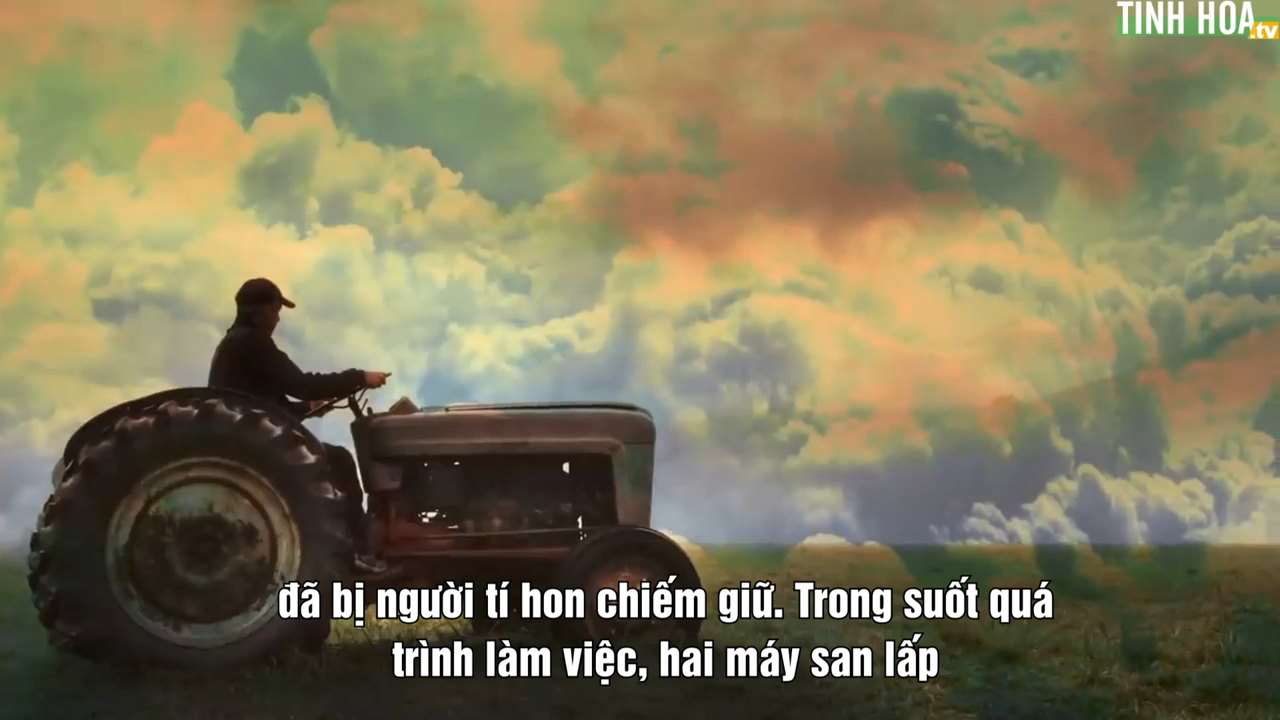 TINH HOA
.tv
đã bị người tí hon chiếm giữ. Trong suốt quá
trình làm việc, hai máy san lấp